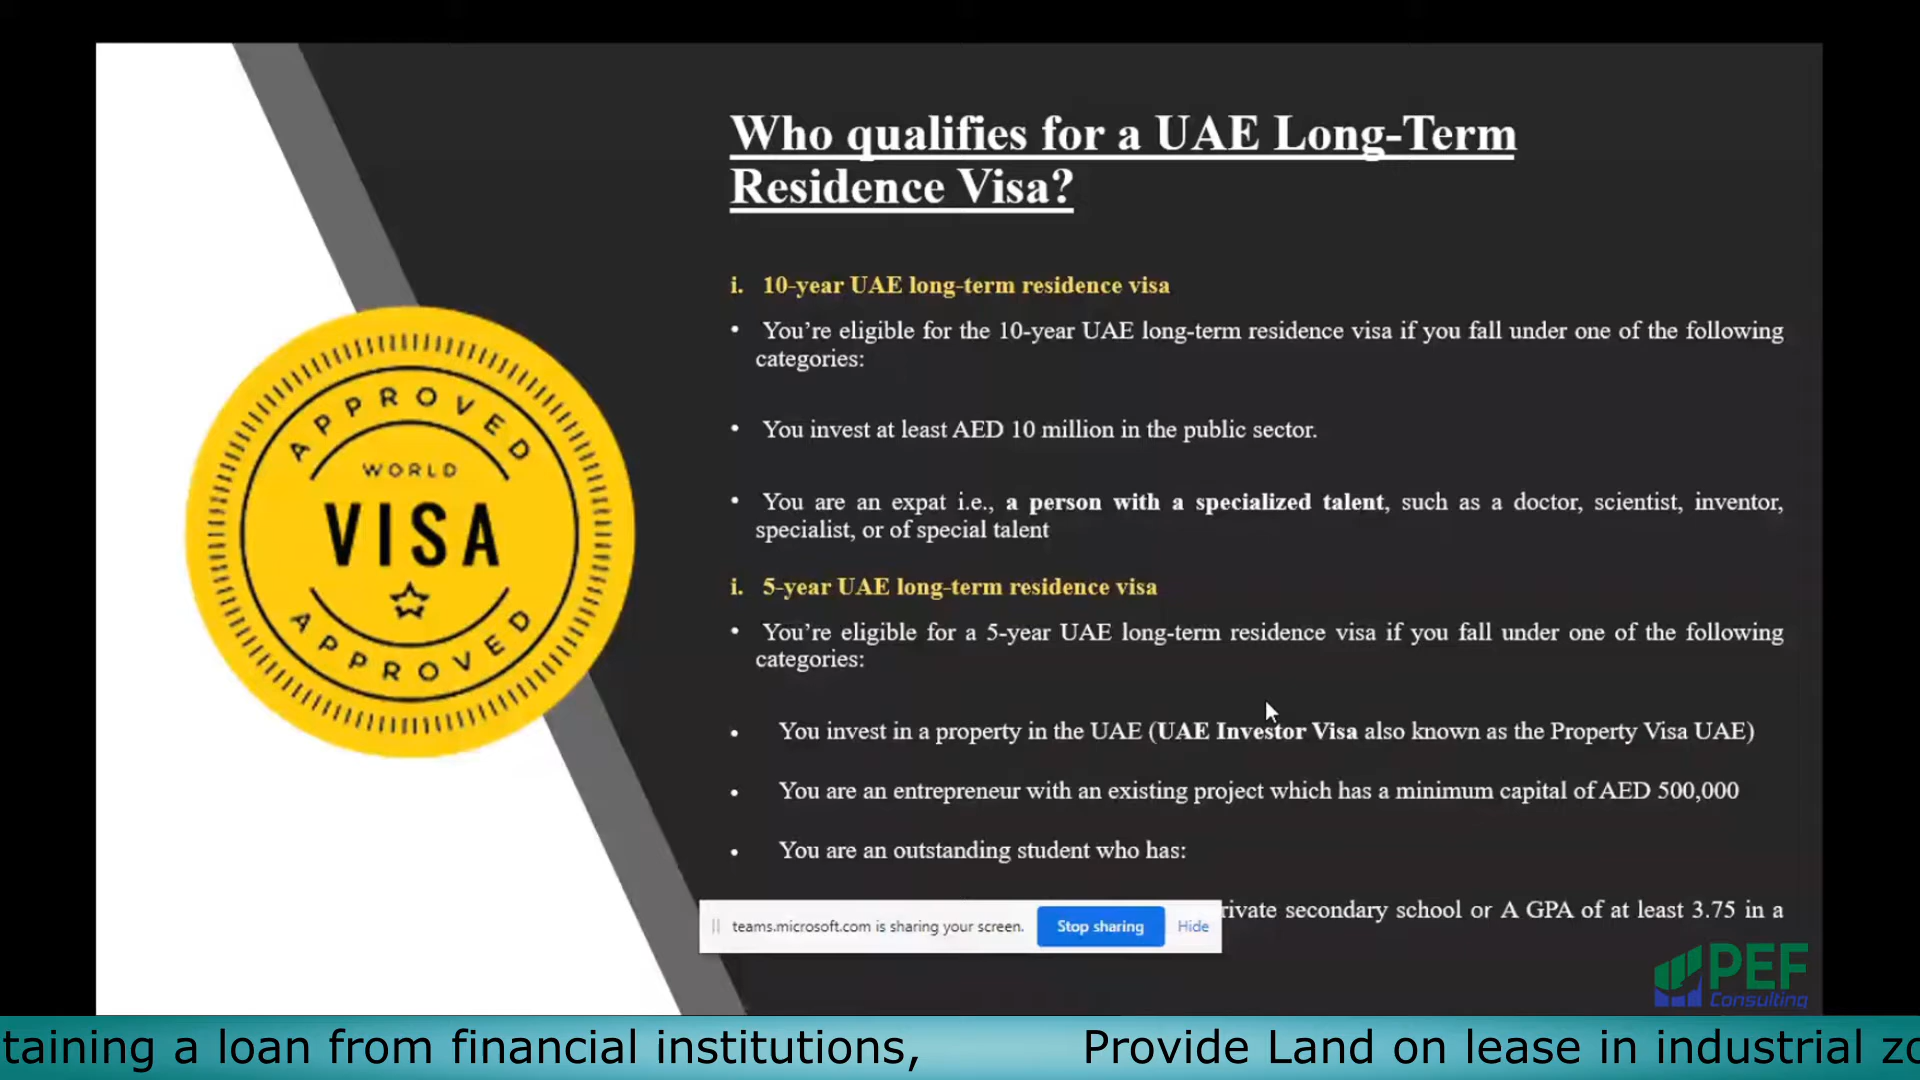 Who qualifies for a UAE Long-Term
Residence Visa?
i. 10-year UAE long-term residence visa
• You’re eligible for the 10-year UAE long-term residence visa if you fall under one of the following
categories:
• You invest at least AED 10 million in the public sector.
• You are an expat i.e., a person with a specialized talent, such as a doctor, scientist, inventor,
specialist, or of special talent
i. 5-year UAE long-term residence visa
• You’re eligible for a 5-year UAE long-term residence visa if you fall under one of the following
categories:
• You invest in a property in the UAE (UAE Investor Visa also known as the Property Visa UAE)
• You are an entrepreneur with an existing project which has a minimum capital of AED 500,000
• You are an outstanding student who has:
rivate secondary school or A GPA of at least 3.75 in a
APPROVED
WORLD
VISA
APPROVED
teams.microsoft.com is sharing your screen. Stop sharing Hide
PEF
Consulting
taining a loan from financial institutions, Provide Land on lease in industrial zo